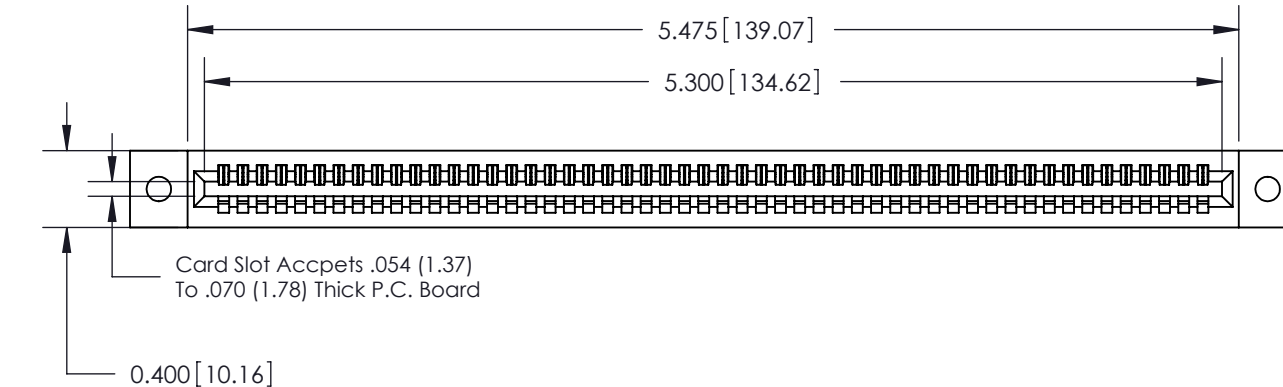 5.475[139.07]
5.300[134.62]
Card Slot Accpets .054 (1.37)
To .070 (1.78) Thick P.C. Board
0.400[10.16]